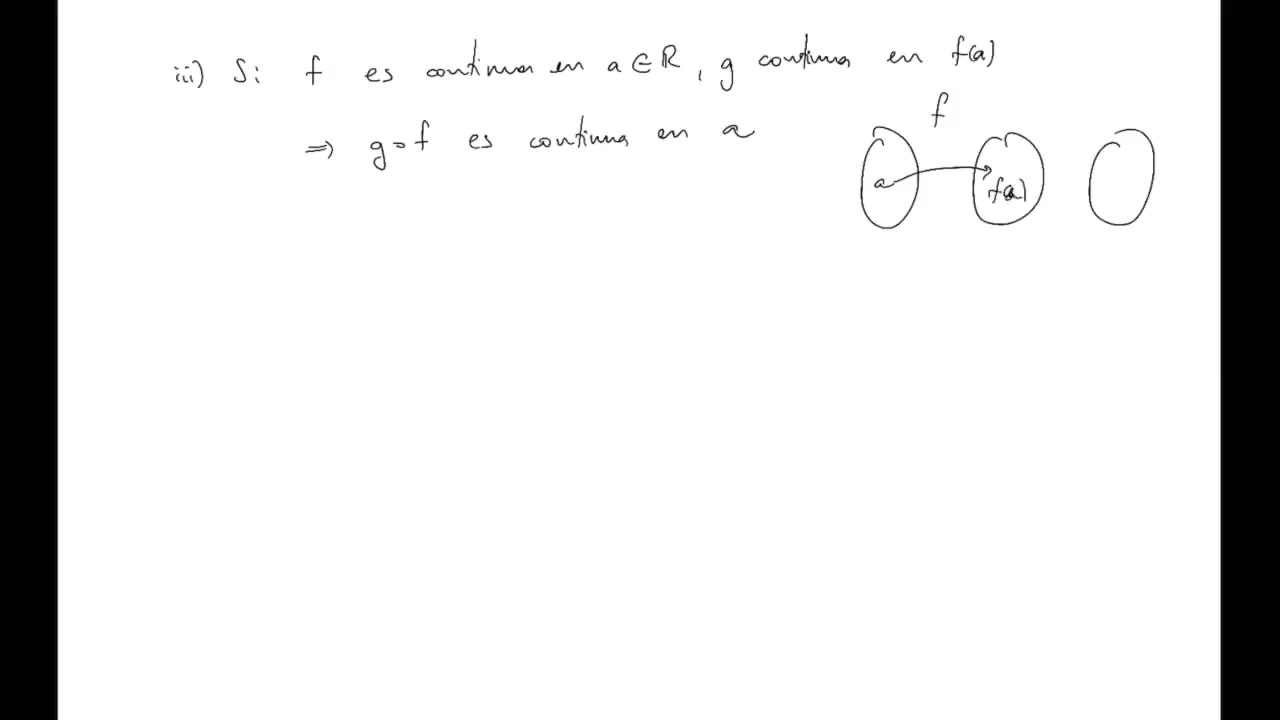 iii) Si f es continua en a ∈ ℝ, g continua en f(a)
⇒ g∘f es continua en a
f
a f(a)